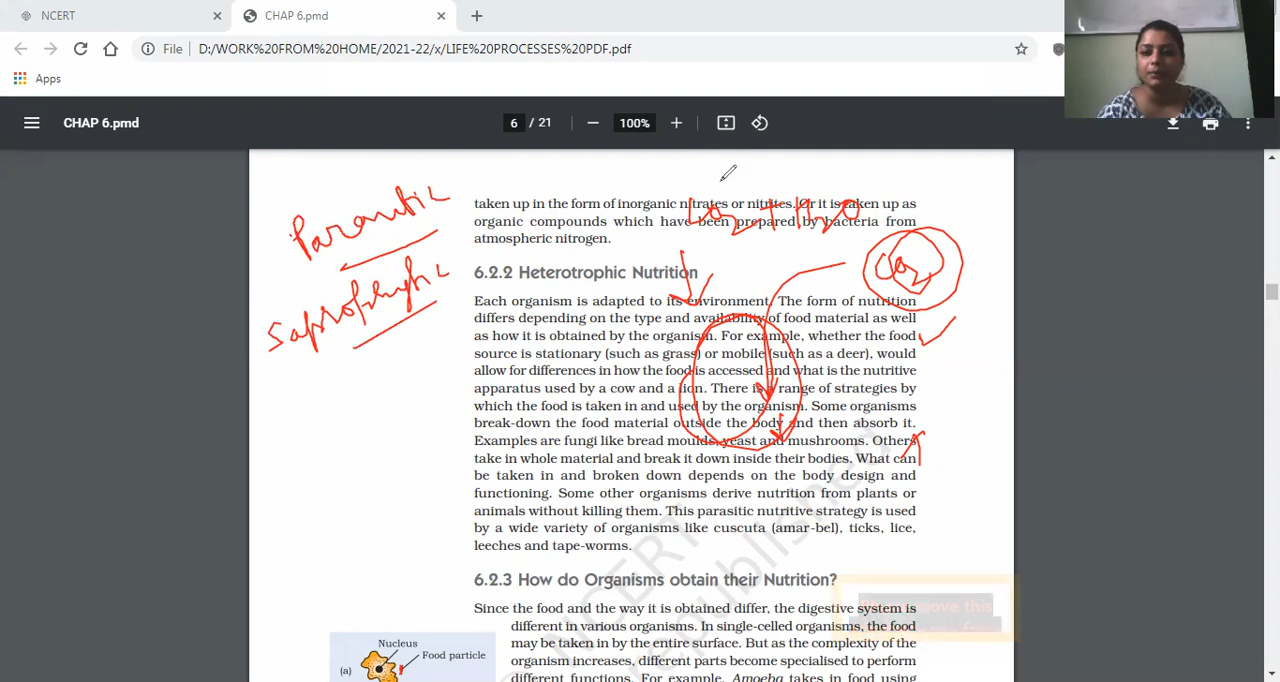 NCERT
CHAP 6.pmd
File D:/WORK%20FROM%20HOME/2021-22/x/LIFE%20PROCESSES%20PDF.pdf
Apps
CHAP 6.pmd
6 / 21
100%
Parasitic
Saprophytic
CO2 + H2O
CO2
taken up in the form of inorganic nitrates or nitrites. Or it is taken up as
organic compounds which have been prepared by bacteria from
atmospheric nitrogen.
6.2.2 Heterotrophic Nutrition
Each organism is adapted to its environment. The form of nutrition
differs depending on the type and availability of food material as well
as how it is obtained by the organism. For example, whether the food
source is stationary (such as grass) or mobile (such as a deer), would
allow for differences in how the food is accessed and what is the nutritive
apparatus used by a cow and a lion. There is a range of strategies by
which the food is taken in and used by the organism. Some organisms
break-down the food material outside the body and then absorb it.
Examples are fungi like bread moulds, yeast and mushrooms. Others
take in whole material and break it down inside their bodies. What can
be taken in and broken down depends on the body design and
functioning. Some other organisms derive nutrition from plants or
animals without killing them. This parasitic nutritive strategy is used
by a wide variety of organisms like cuscuta (amar-bel), ticks, lice,
leeches and tape-worms.
6.2.3 How do Organisms obtain their Nutrition?
Since the food and the way it is obtained differ, the digestive system is
different in various organisms. In single-celled organisms, the food
may be taken in by the entire surface. But as the complexity of the
organism increases, different parts become specialised to perform
different functions. For example, Amoeba takes in food using
Nucleus
Food particle
(a)
NCERT
republished